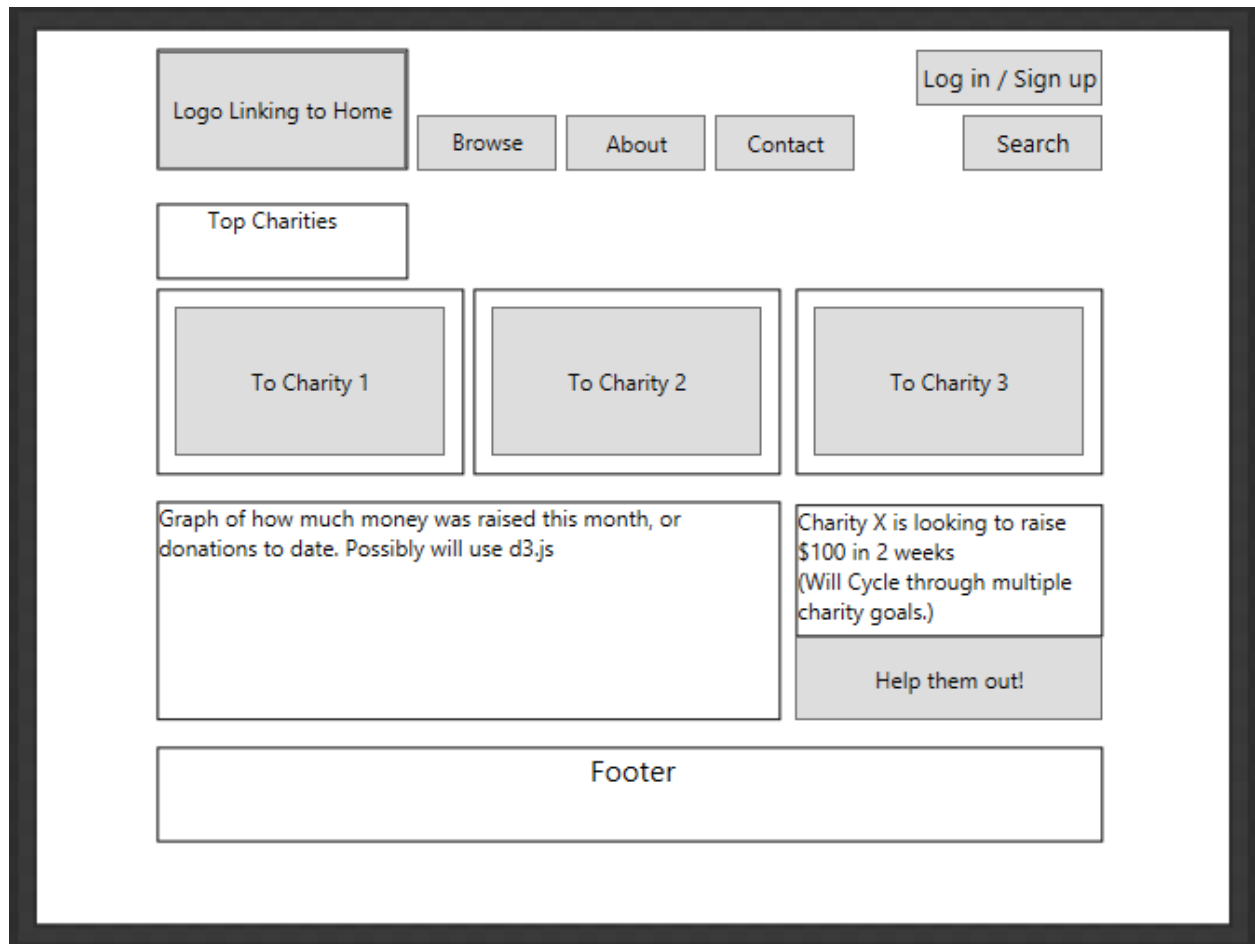 Log in / Sign up
Logo Linking to Home
Browse
About
Contact
Search
Top Charities
To Charity 1
To Charity 2
To Charity 3
Graph of how much money was raised this month, or
donations to date. Possibly will use d3.js
Charity X is looking to raise
$100 in 2 weeks
(Will Cycle through multiple
charity goals.)
Help them out!
Footer